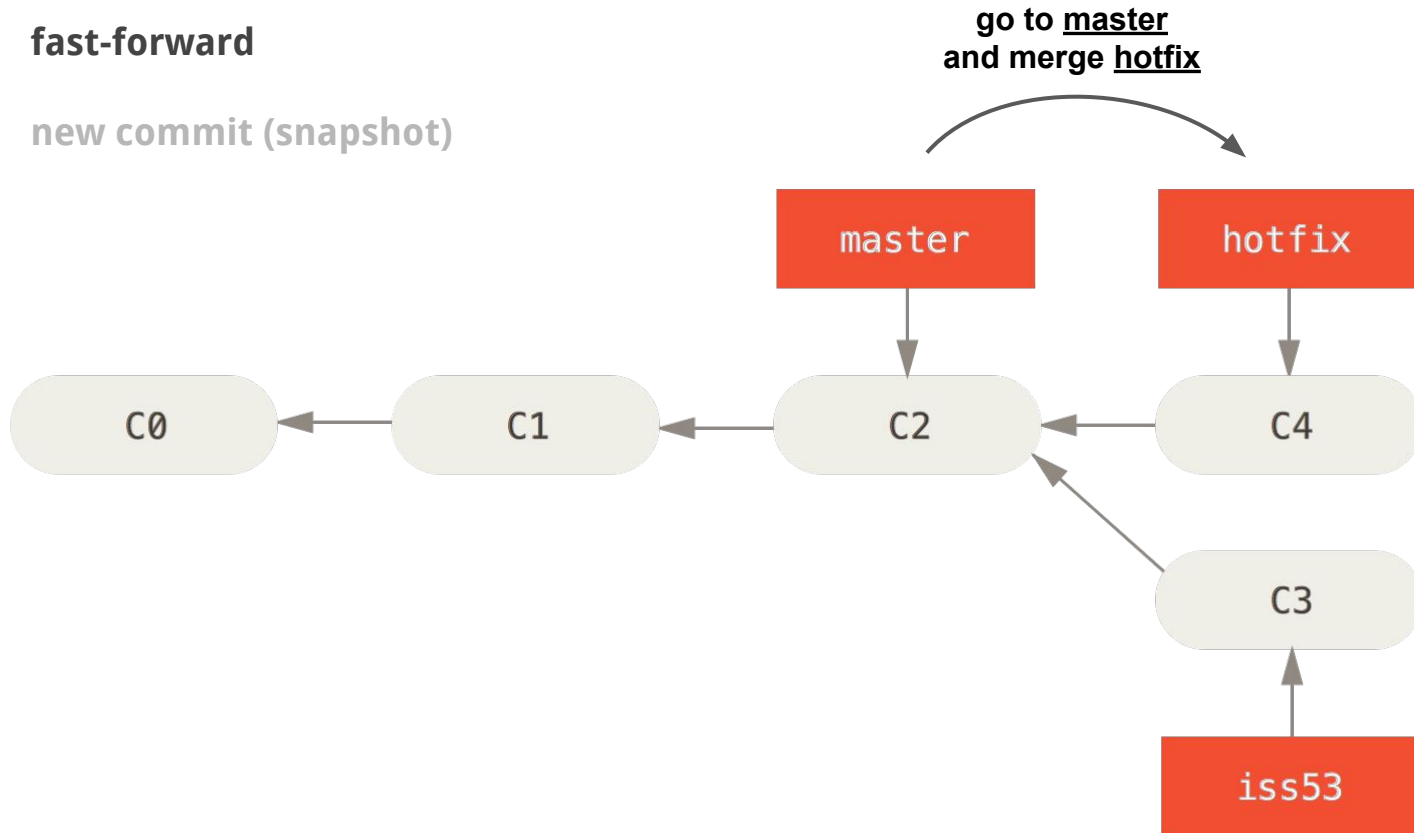 fast-forward
new commit (snapshot)
go to master
and merge hotfix
master
hotfix
C0
C1
C2
C4
C3
iss53